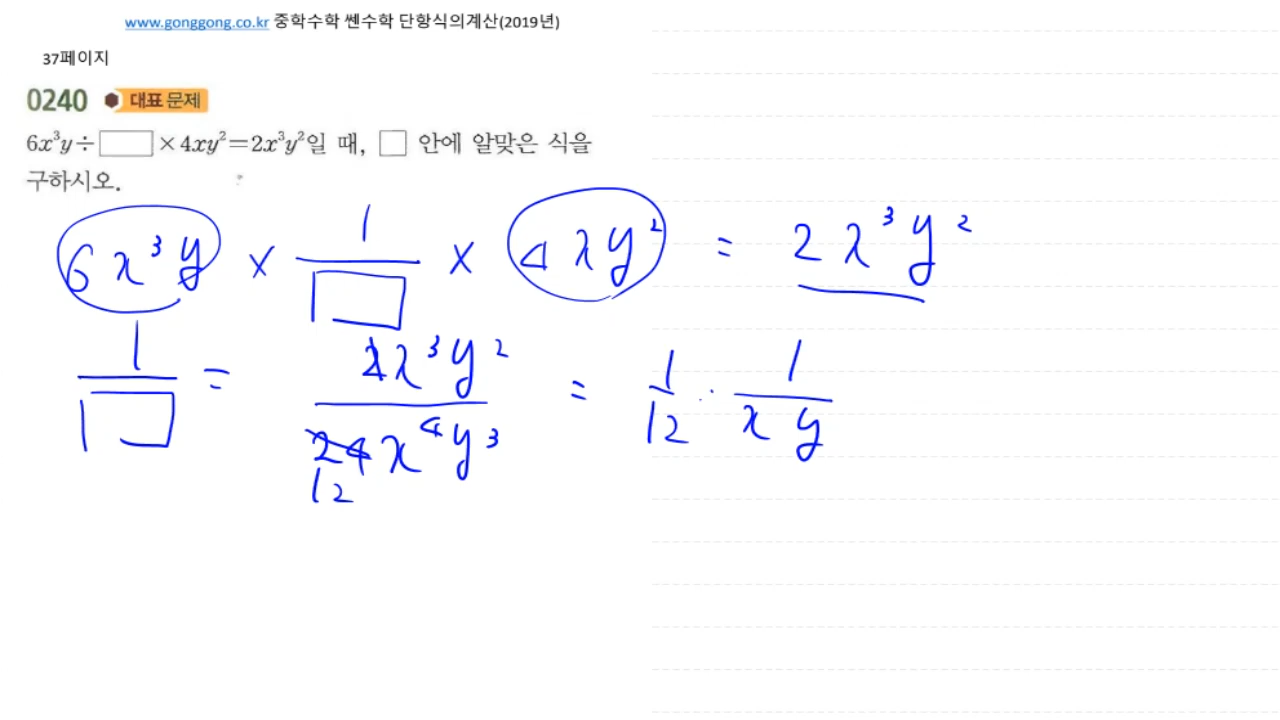 www.gonggong.co.kr 중학수학 쎈수학 단항식의계산(2019년)
37페이지
0240 대표 문제
6x³y÷□×4xy²=2x³y²일 때, □ 안에 알맞은 식을
구하시오.
6x³y × 1/□ × 4xy² = 2x³y²
1/□ = 2x³y²/24x⁴y³ = 1/12 · 1/xy
1
12